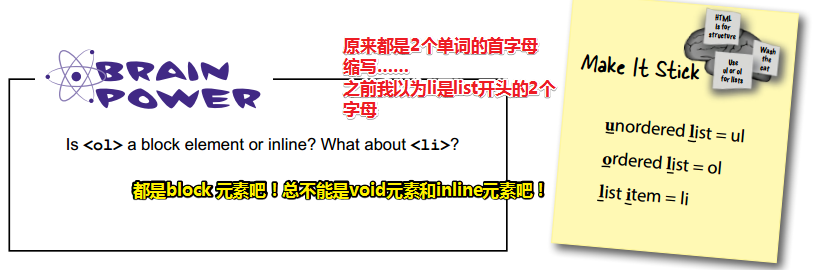 BRAIN
POWER
原来都是2个单词的首字母
缩写……
之前我以为li是list开头的2个
字母
Is <ol> a block element or inline? What about <li>?
都是block 元素吧！总不能是void元素和inline元素吧！
HTML
is for
structure
Wash
the
cat
Use
ul or ol
for lists
Make It Stick
unordered list = ul
ordered list = ol
list item = li